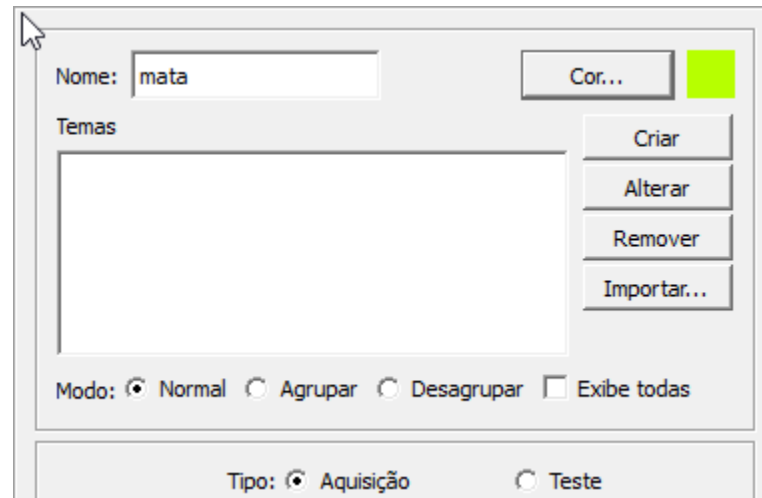 Nome: mata Cor...
Temas
Criar
Alterar
Remover
Importar...
Modo: Normal Agrupar Desagrupar Exibe todas
Tipo: Aquisição Teste